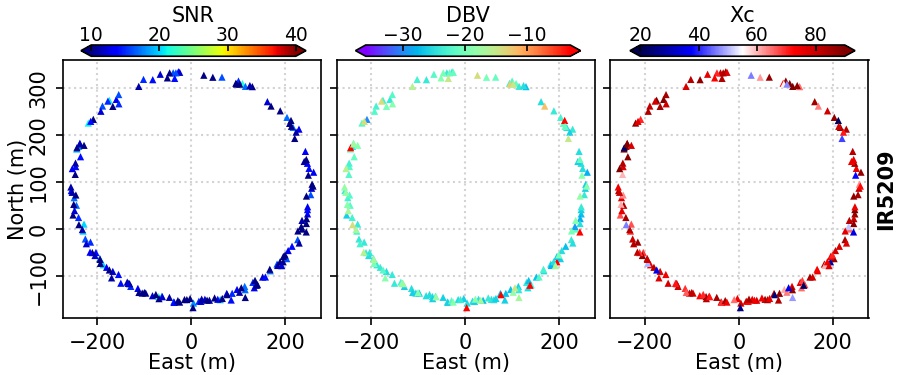 SNR DBV Xc
10 20 30 40 −30 −20 −10 20 40 60 80
300
200
100
0
−100
North (m)
IR5209
−200 0 200 −200 0 200 −200 0 200
East (m) East (m) East (m)